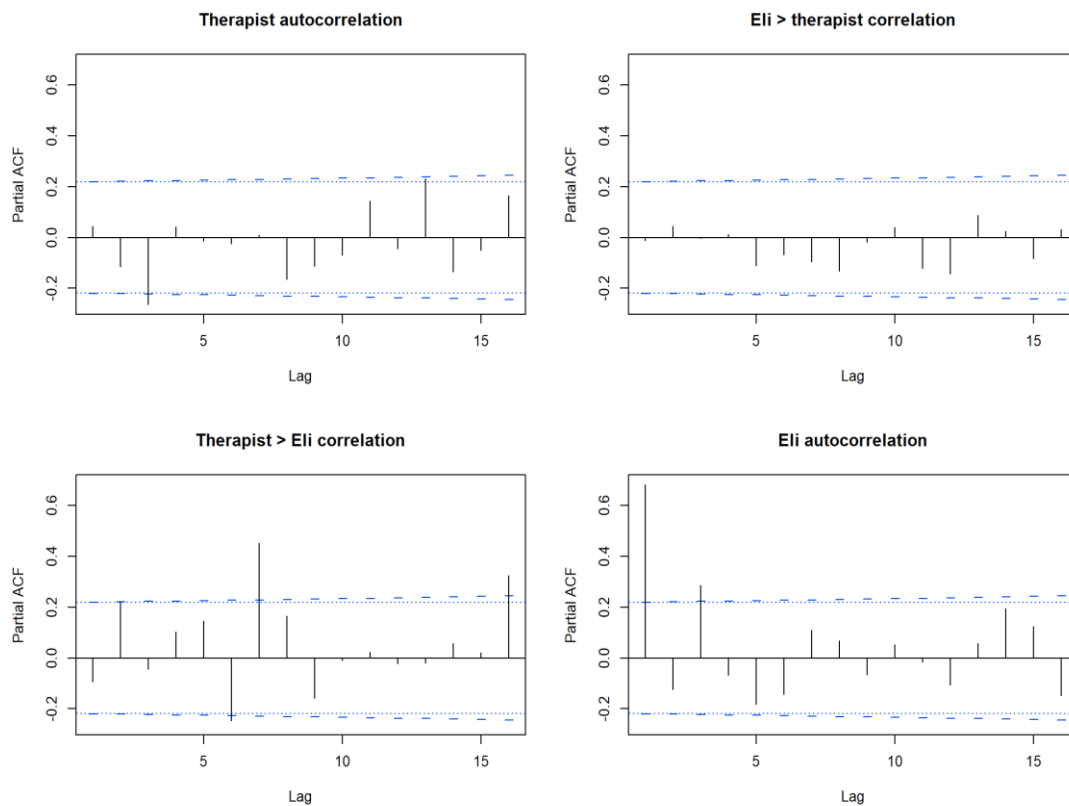 Therapist autocorrelation
Partial ACF
0.6
0.4
0.2
0.0
-0.2
5
10
15
Lag
Eli > therapist correlation
Partial ACF
0.6
0.4
0.2
0.0
-0.2
5
10
15
Lag
Therapist > Eli correlation
Partial ACF
0.6
0.4
0.2
0.0
-0.2
5
10
15
Lag
Eli autocorrelation
Partial ACF
0.6
0.4
0.2
0.0
-0.2
5
10
15
Lag